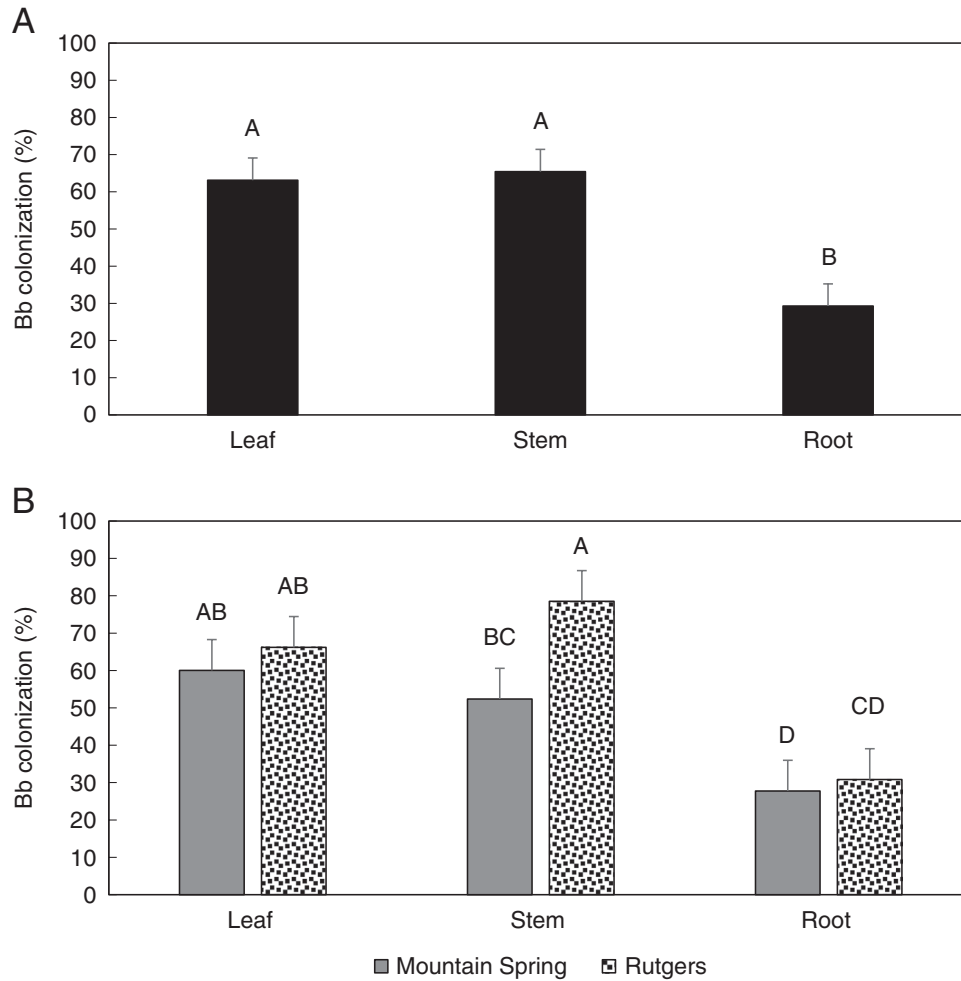 A
Bb colonization (%)
100
90
80
70
60
50
40
30
20
10
0
A
A
B
Leaf Stem Root
B
Bb colonization (%)
100
90
80
70
60
50
40
30
20
10
0
AB AB BC A D CD
Leaf Stem Root
Mountain Spring Rutgers